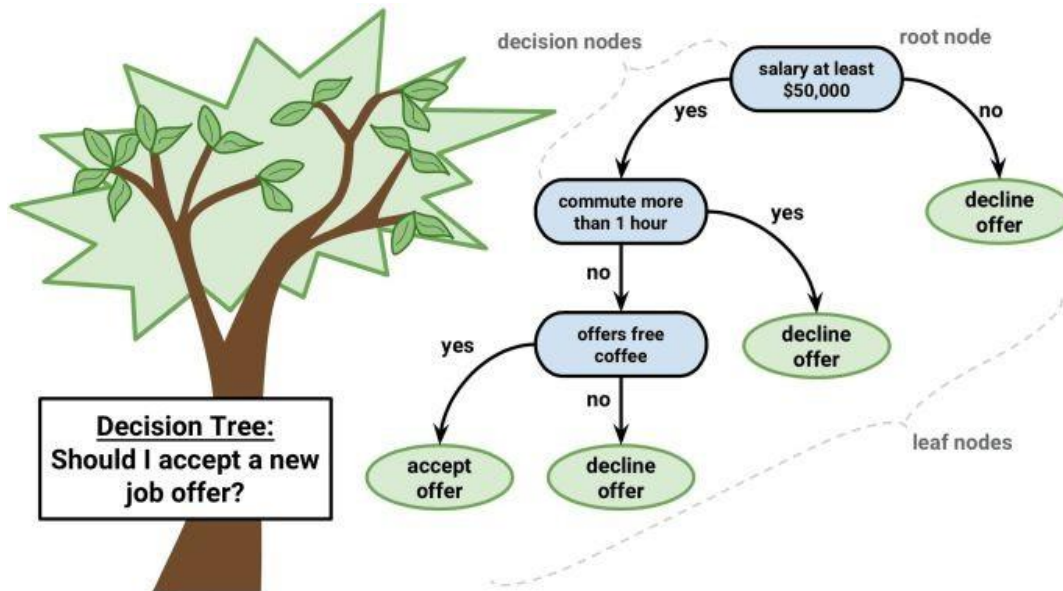 decision nodes
root node
salary at least
$50,000
yes
no
commute more
than 1 hour
yes
decline
offer
no
offers free
coffee
yes
decline
offer
no
leaf nodes
accept
offer
decline
offer
Decision Tree:
Should I accept a new
job offer?